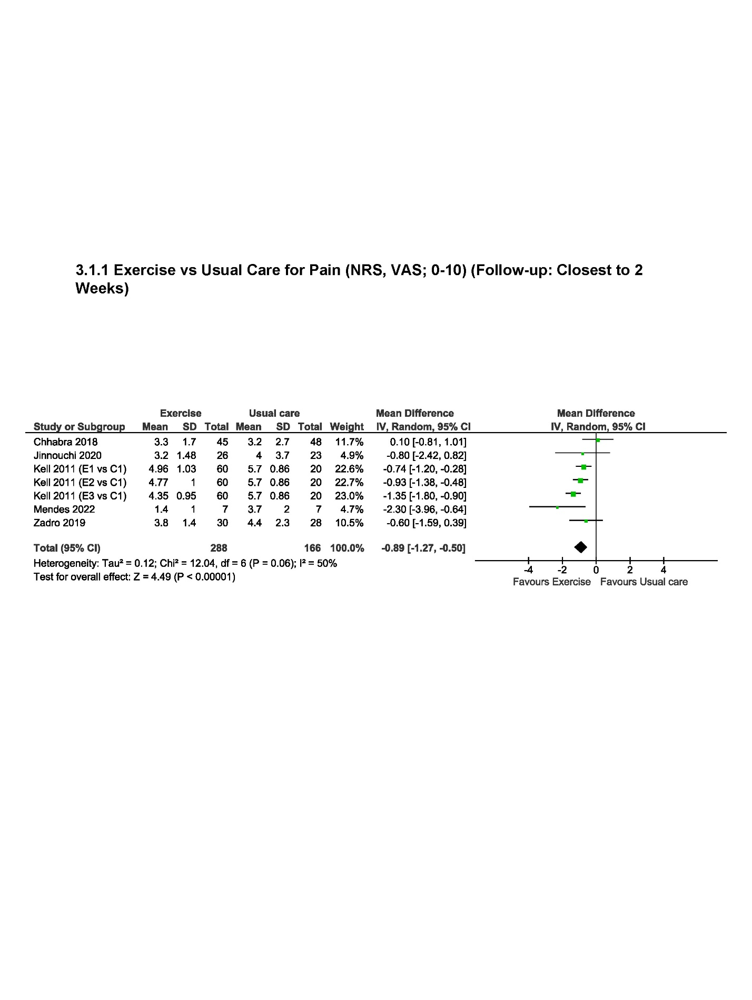 3.1.1 Exercise vs Usual Care for Pain (NRS, VAS; 0-10) (Follow-up: Closest to 2
Weeks)
Exercise Usual care Mean Difference Mean Difference
Study or Subgroup Mean SD Total Mean SD Total Weight IV, Random, 95% CI IV, Random, 95% CI
Chhabra 2018 3.3 1.7 45 3.2 2.7 48 11.7% 0.10 [-0.81, 1.01]
Jinnouchi 2020 3.2 1.48 26 4 3.7 23 4.9% -0.80 [-2.42, 0.82]
Kell 2011 (E1 vs C1) 4.96 1.03 60 5.7 0.86 20 22.6% -0.74 [-1.20, -0.28]
Kell 2011 (E2 vs C1) 4.77 1 60 5.7 0.86 20 22.7% -0.93 [-1.38, -0.48]
Kell 2011 (E3 vs C1) 4.35 0.95 60 5.7 0.86 20 23.0% -1.35 [-1.80, -0.90]
Mendes 2022 1.4 1 7 3.7 2 7 4.7% -2.30 [-3.96, -0.64]
Zadro 2019 3.8 1.4 30 4.4 2.3 28 10.5% -0.60 [-1.59, 0.39]
Total (95% CI) 288 166 100.0% -0.89 [-1.27, -0.50]
Heterogeneity: Tau² = 0.12; Chi² = 12.04, df = 6 (P = 0.06); I² = 50%
Test for overall effect: Z = 4.49 (P < 0.00001)
-4 -2 0 2 4
Favours Exercise Favours Usual care